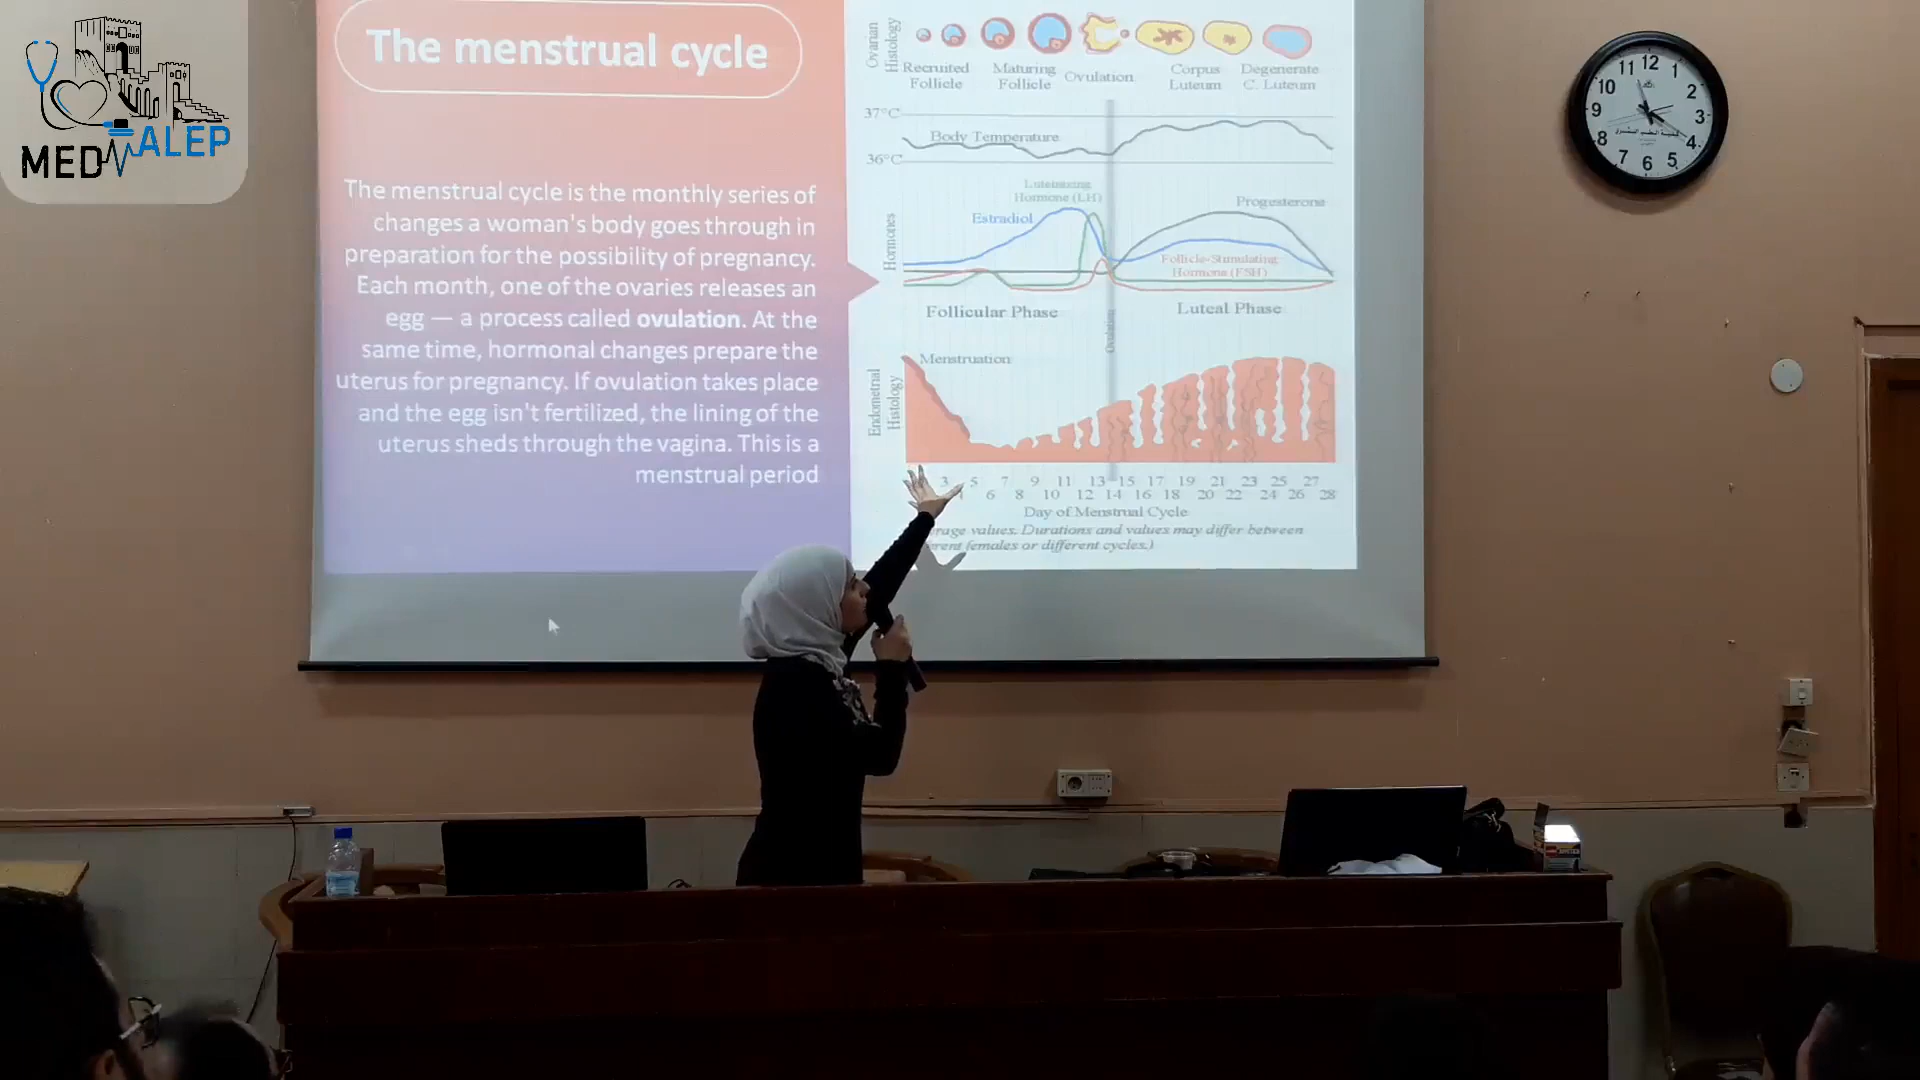 MED ALEP
The menstrual cycle
The menstrual cycle is the monthly series of
changes a woman's body goes through in
preparation for the possibility of pregnancy.
Each month, one of the ovaries releases an
egg — a process called ovulation. At the
same time, hormonal changes prepare the
uterus for pregnancy. If ovulation takes place
and the egg isn't fertilized, the lining of the
uterus sheds through the vagina. This is a
menstrual period
Ovarian
Histology
Recruited
Follicle
Maturing
Follicle
Ovulation
Corpus
Luteum
Degenerate
C. Luteum
37°C
Body Temperature
36°C
Hormones
Luteinizing
Hormone (LH)
Estradiol
Progesterone
Follicle-Stimulating
Hormone (FSH)
Follicular Phase
Luteal Phase
Ovulation
Endometrial
Histology
Menstruation
3 5 7 9 11 13 15 17 19 21 23 25 27
6 8 10 12 14 16 18 20 22 24 26 28
Day of Menstrual Cycle
values. Durations and values may differ between
females or different cycles.)
12 1 2 3 4 5 6 7 8 9 10 11